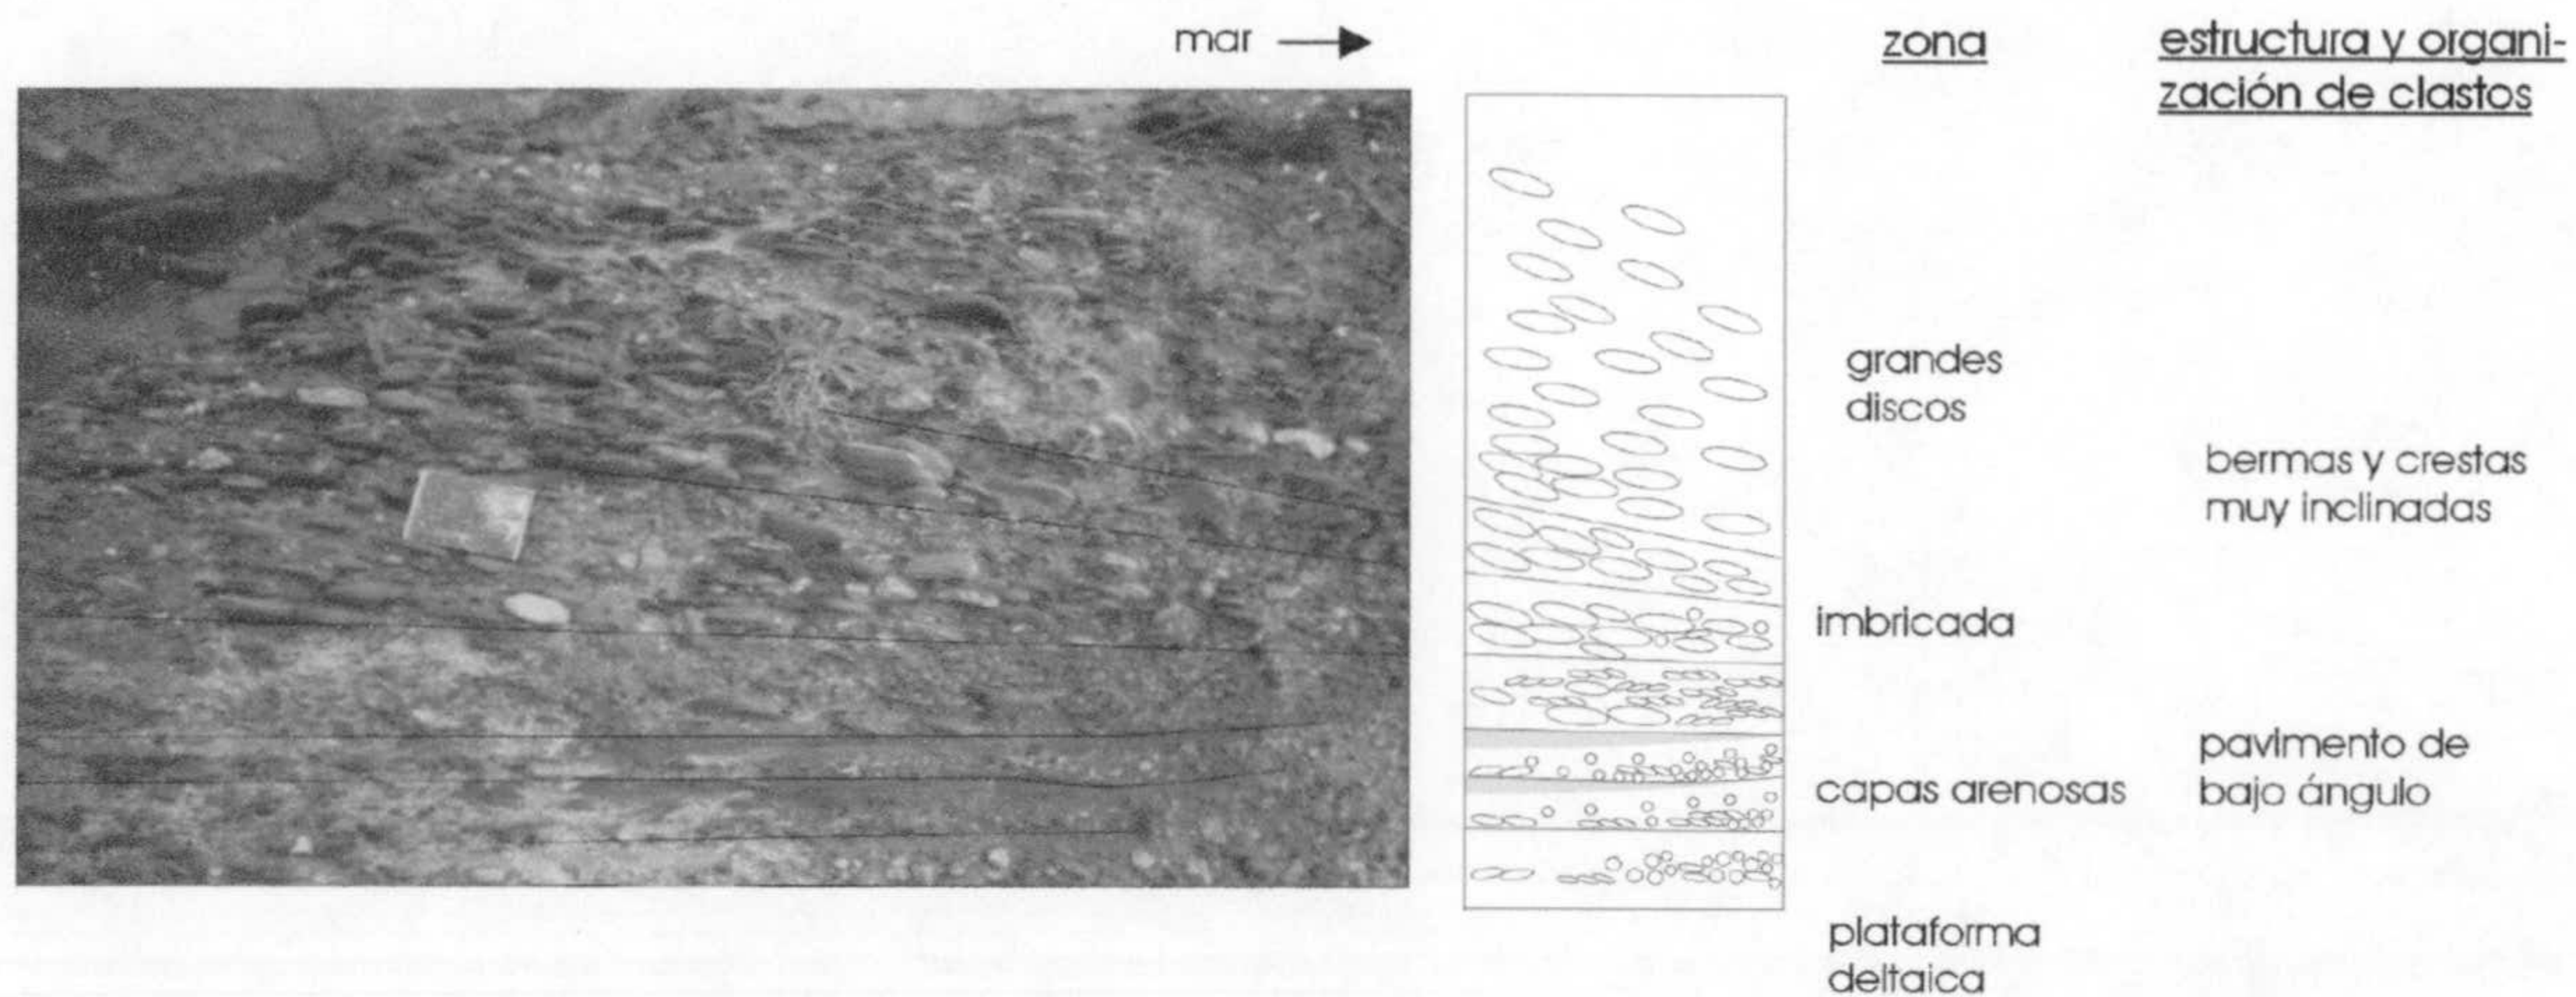 mar
zona
estructura y organi-
zación de clastos
grandes
discos
bermas y crestas
muy inclinadas
imbricada
pavimento de
bajo ángulo
capas arenosas
plataforma
deltaica